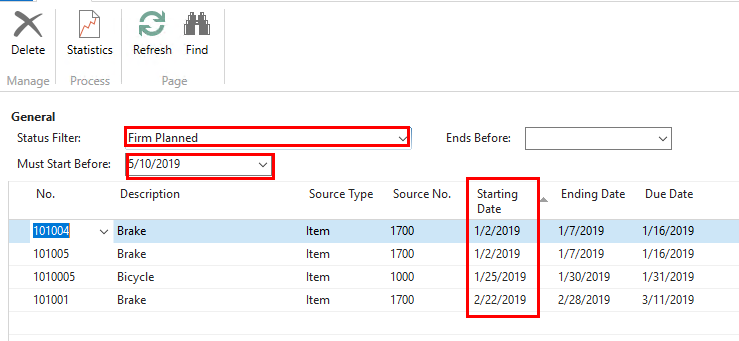 Delete Statistics Refresh Find
Manage Process Page
General
Status Filter: Firm Planned Ends Before:
Must Start Before: 5/10/2019
No. Description Source Type Source No. Starting Date Ending Date Due Date
101004 Brake Item 1700 1/2/2019 1/7/2019 1/16/2019
101005 Brake Item 1700 1/2/2019 1/7/2019 1/16/2019
1010005 Bicycle Item 1000 1/25/2019 1/30/2019 1/31/2019
101001 Brake Item 1700 2/22/2019 2/28/2019 3/11/2019